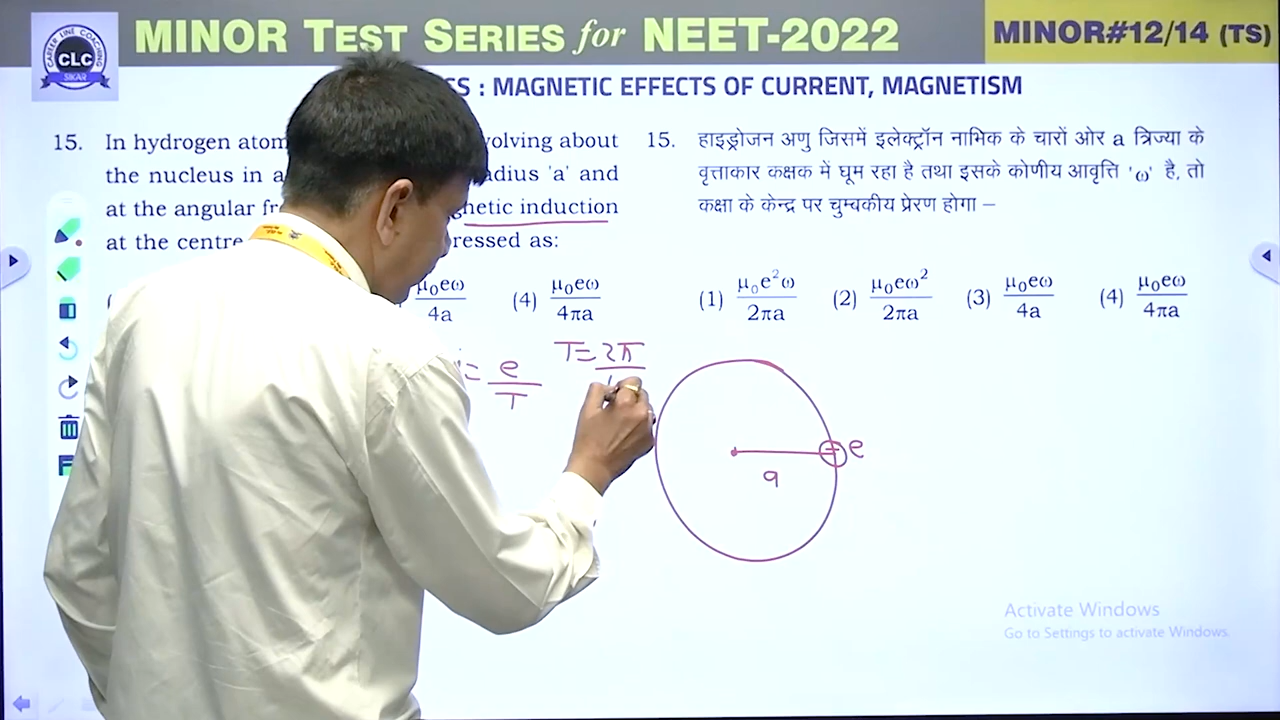 CAREER LINE COACHING
CLC
SIKAR
MINOR TEST SERIES for NEET-2022
MINOR#12/14 (TS)
: MAGNETIC EFFECTS OF CURRENT, MAGNETISM
15. In hydrogen atom volving about
the nucleus in a adius 'a' and
at the angular fr netic induction
at the centre ressed as:
μ₀eω/4a (4) μ₀eω/4πa
15. हाइड्रोजन अणु जिसमें इलेक्ट्रॉन नाभिक के चारों ओर a त्रिज्या के
वृत्ताकार कक्षक में घूम रहा है तथा इसके कोणीय आवृत्ति 'ω' है, तो
कक्षा के केन्द्र पर चुम्बकीय प्रेरण होगा –
(1) μ₀e²ω/2πa (2) μ₀eω²/2πa (3) μ₀eω/4a (4) μ₀eω/4πa
i = e/T T = 2π
e
a
Activate Windows
Go to Settings to activate Windows.